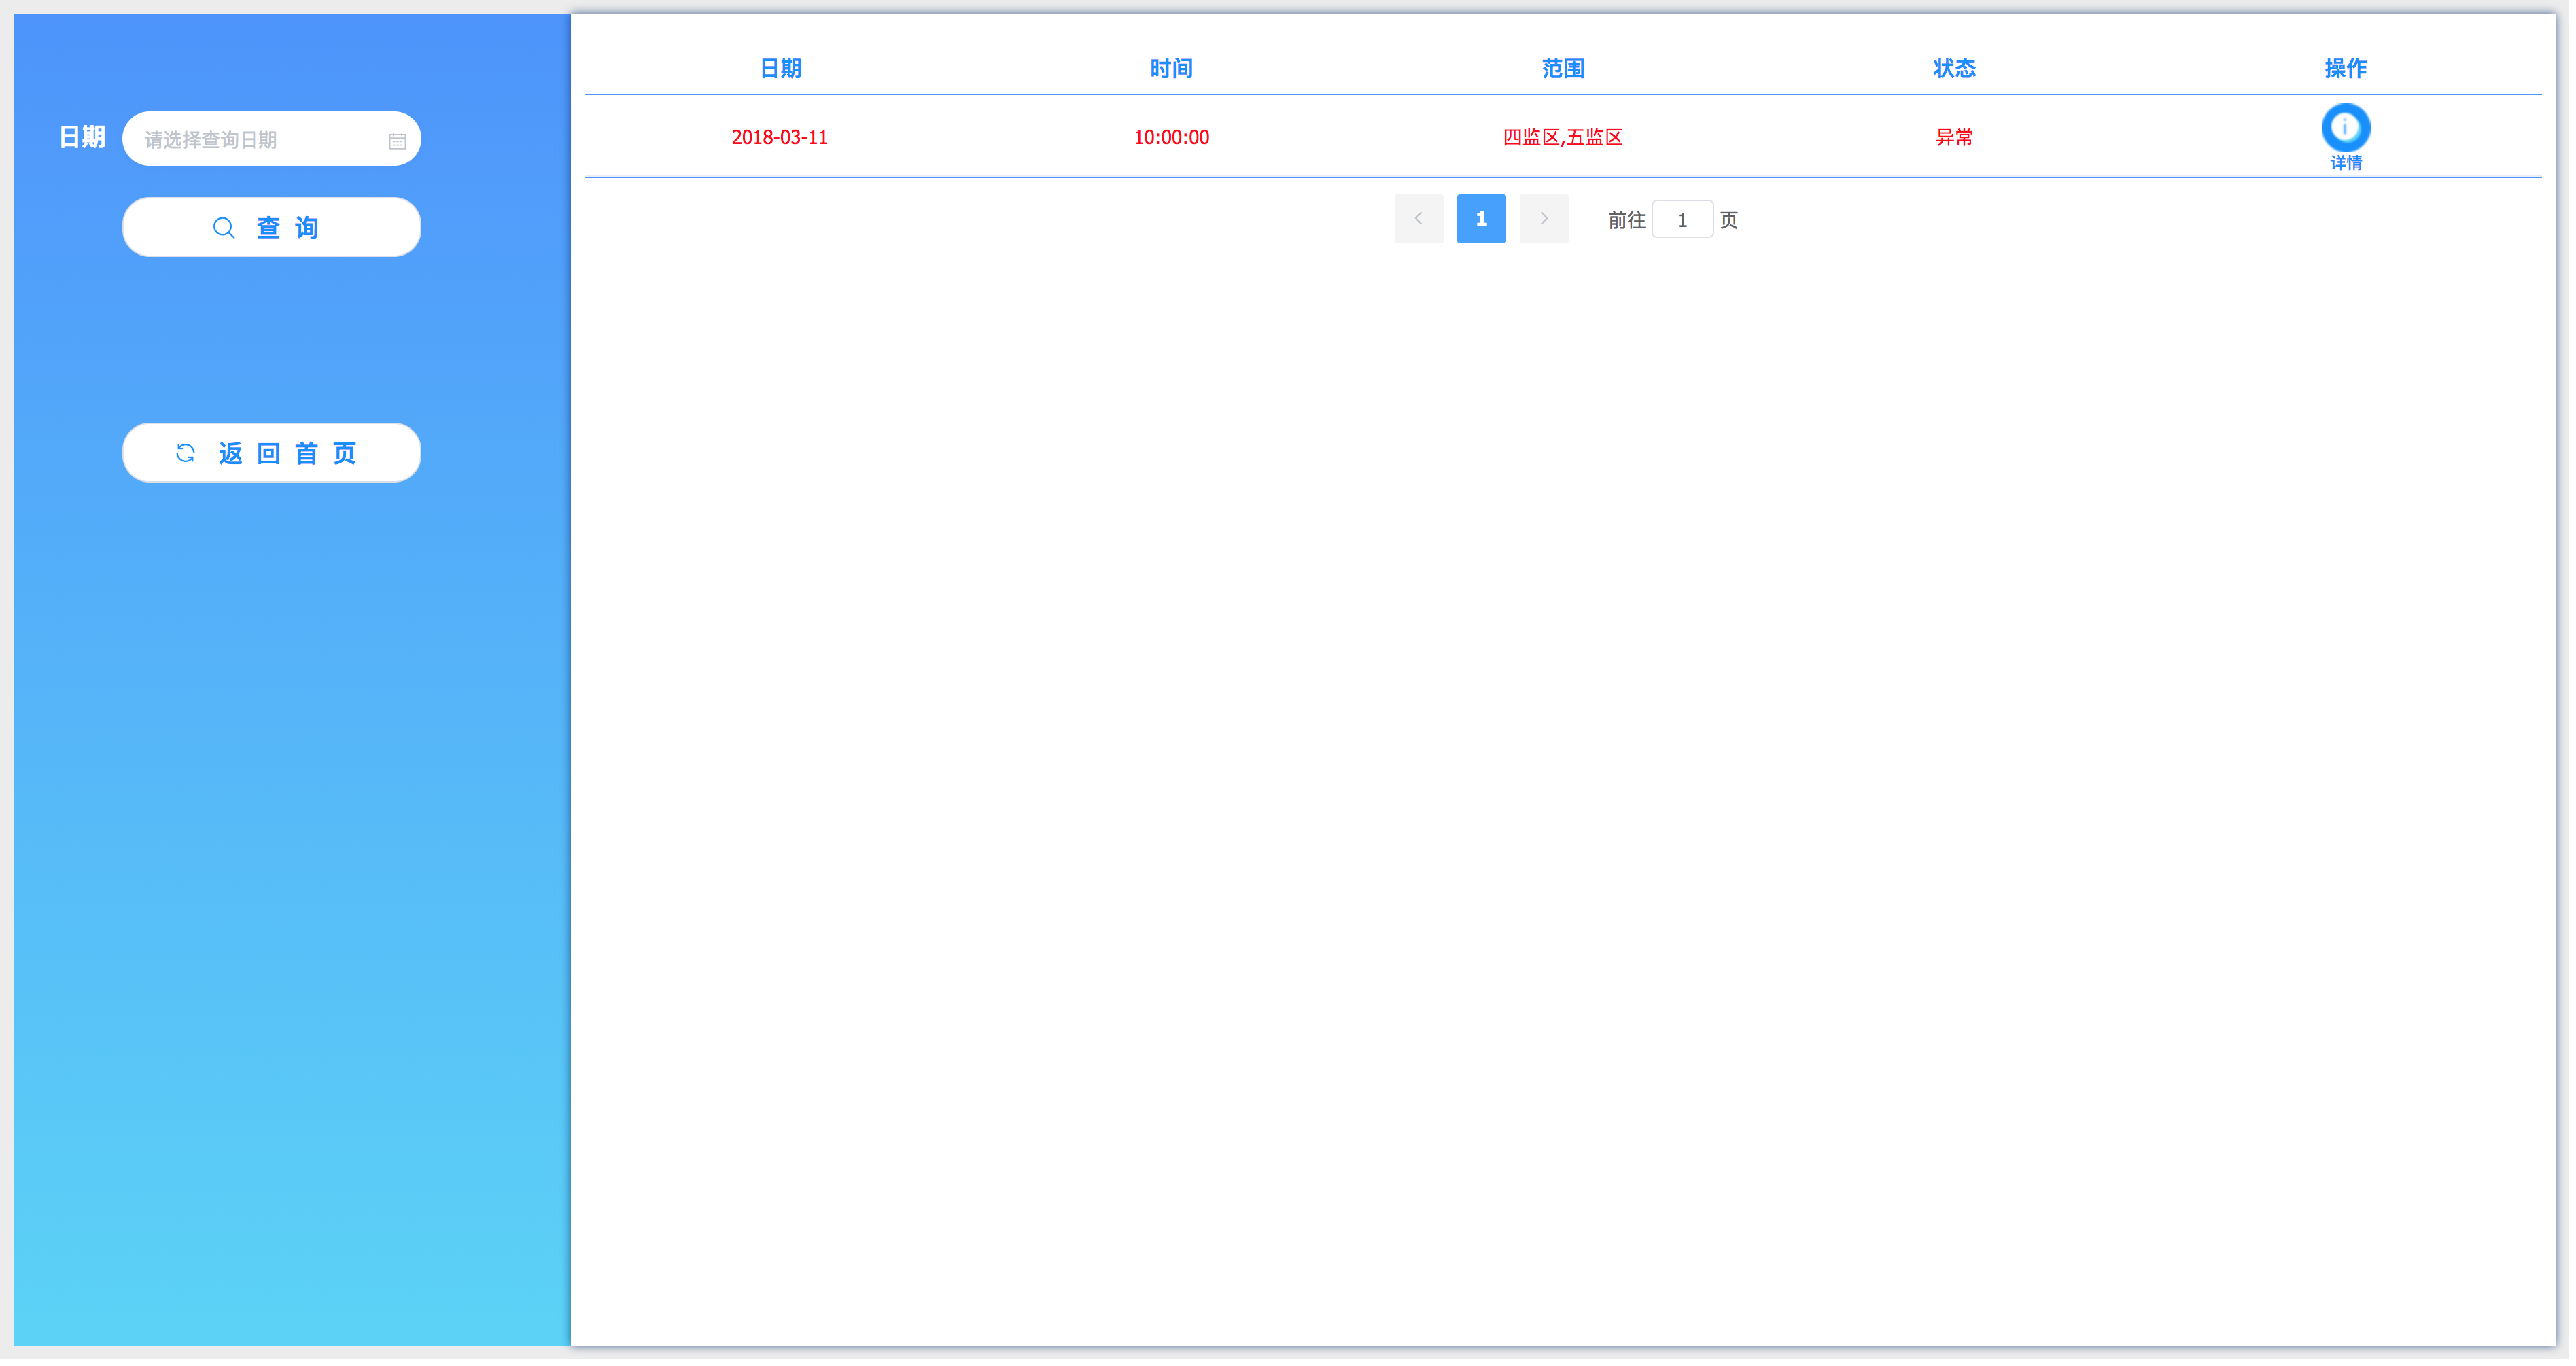 日期 请选择查询日期
查 询
返 回 首 页
日期 时间 范围 状态 操作
2018-03-11 10:00:00 四监区,五监区 异常 详情
1 前往 1 页